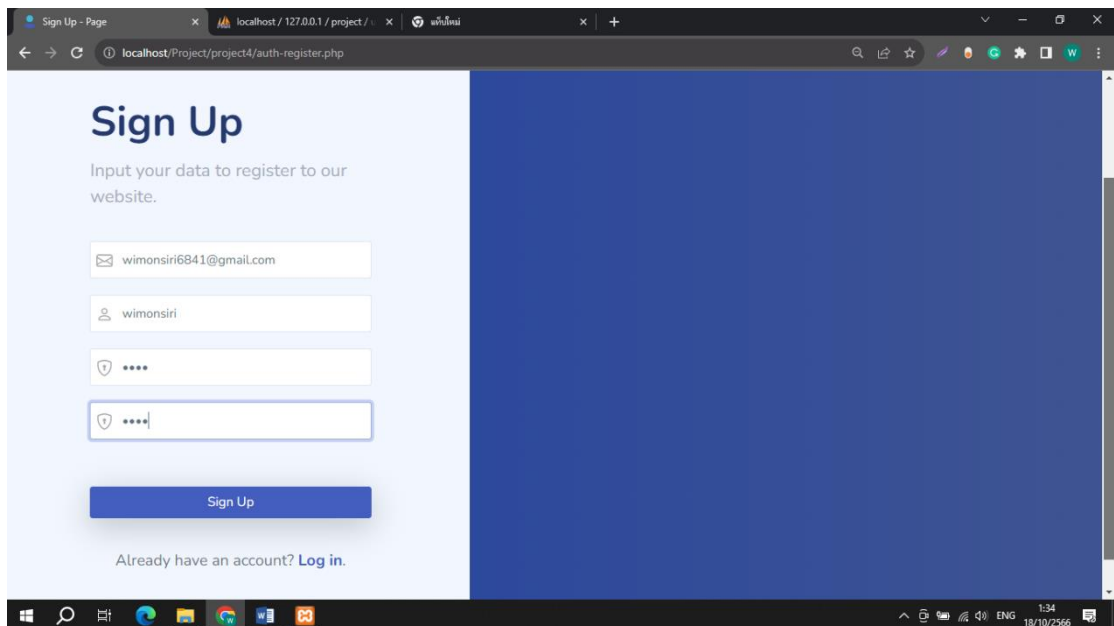 Sign Up - Page
localhost / 127.0.0.1 / project / u
แท็บใหม่
localhost/Project/project4/auth-register.php
W
Sign Up
Input your data to register to our
website.
wimonsiri6841@gmail.com
wimonsiri
••••
••••
Sign Up
Already have an account? Log in.
ENG
1:34
18/10/2566